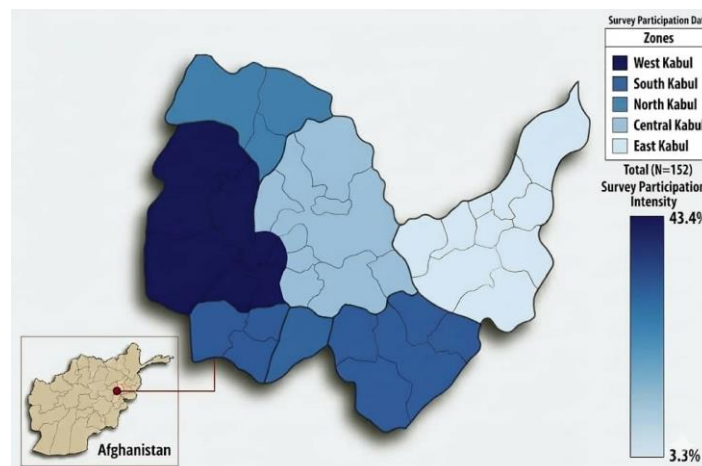 Survey Participation Dat
Zones
West Kabul
South Kabul
North Kabul
Central Kabul
East Kabul
Total (N=152)
Survey Participation
Intensity
43.4%
3.3%
Afghanistan